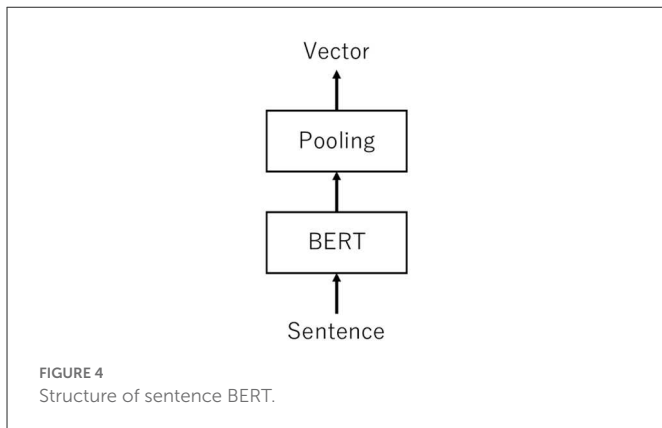 Vector
Pooling
BERT
Sentence
FIGURE 4
Structure of sentence BERT.